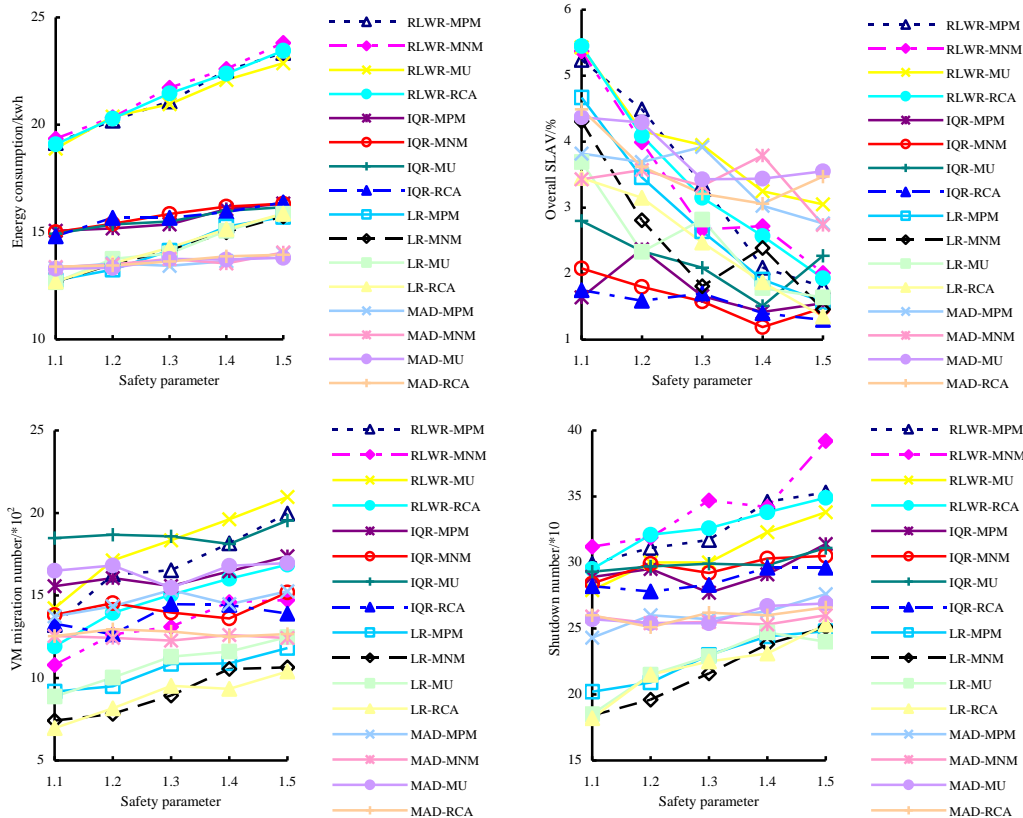 Energy consumption/kwh
25
20
15
10
1.1 1.2 1.3 1.4 1.5
Safety parameter
RLWR-MPM
RLWR-MNM
RLWR-MU
RLWR-RCA
IQR-MPM
IQR-MNM
IQR-MU
IQR-RCA
LR-MPM
LR-MNM
LR-MU
LR-RCA
MAD-MPM
MAD-MNM
MAD-MU
MAD-RCA
Overall SLAV/%
6
5
4
3
2
1
1.1 1.2 1.3 1.4 1.5
Safety parameter
RLWR-MPM
RLWR-MNM
RLWR-MU
RLWR-RCA
IQR-MPM
IQR-MNM
IQR-MU
IQR-RCA
LR-MPM
LR-MNM
LR-MU
LR-RCA
MAD-MPM
MAD-MNM
MAD-MU
MAD-RCA
VM migration number/*10²
25
20
15
10
5
1.1 1.2 1.3 1.4 1.5
Safety parameter
RLWR-MPM
RLWR-MNM
RLWR-MU
RLWR-RCA
IQR-MPM
IQR-MNM
IQR-MU
IQR-RCA
LR-MPM
LR-MNM
LR-MU
LR-RCA
MAD-MPM
MAD-MNM
MAD-MU
MAD-RCA
Shutdown number/*10
40
35
30
25
20
15
1.1 1.2 1.3 1.4 1.5
Safety parameter
RLWR-MPM
RLWR-MNM
RLWR-MU
RLWR-RCA
IQR-MPM
IQR-MNM
IQR-MU
IQR-RCA
LR-MPM
LR-MNM
LR-MU
LR-RCA
MAD-MPM
MAD-MNM
MAD-MU
MAD-RCA